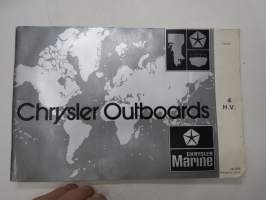 4
H.V.
Chrysler Outboards
CHRYSLER
Marine